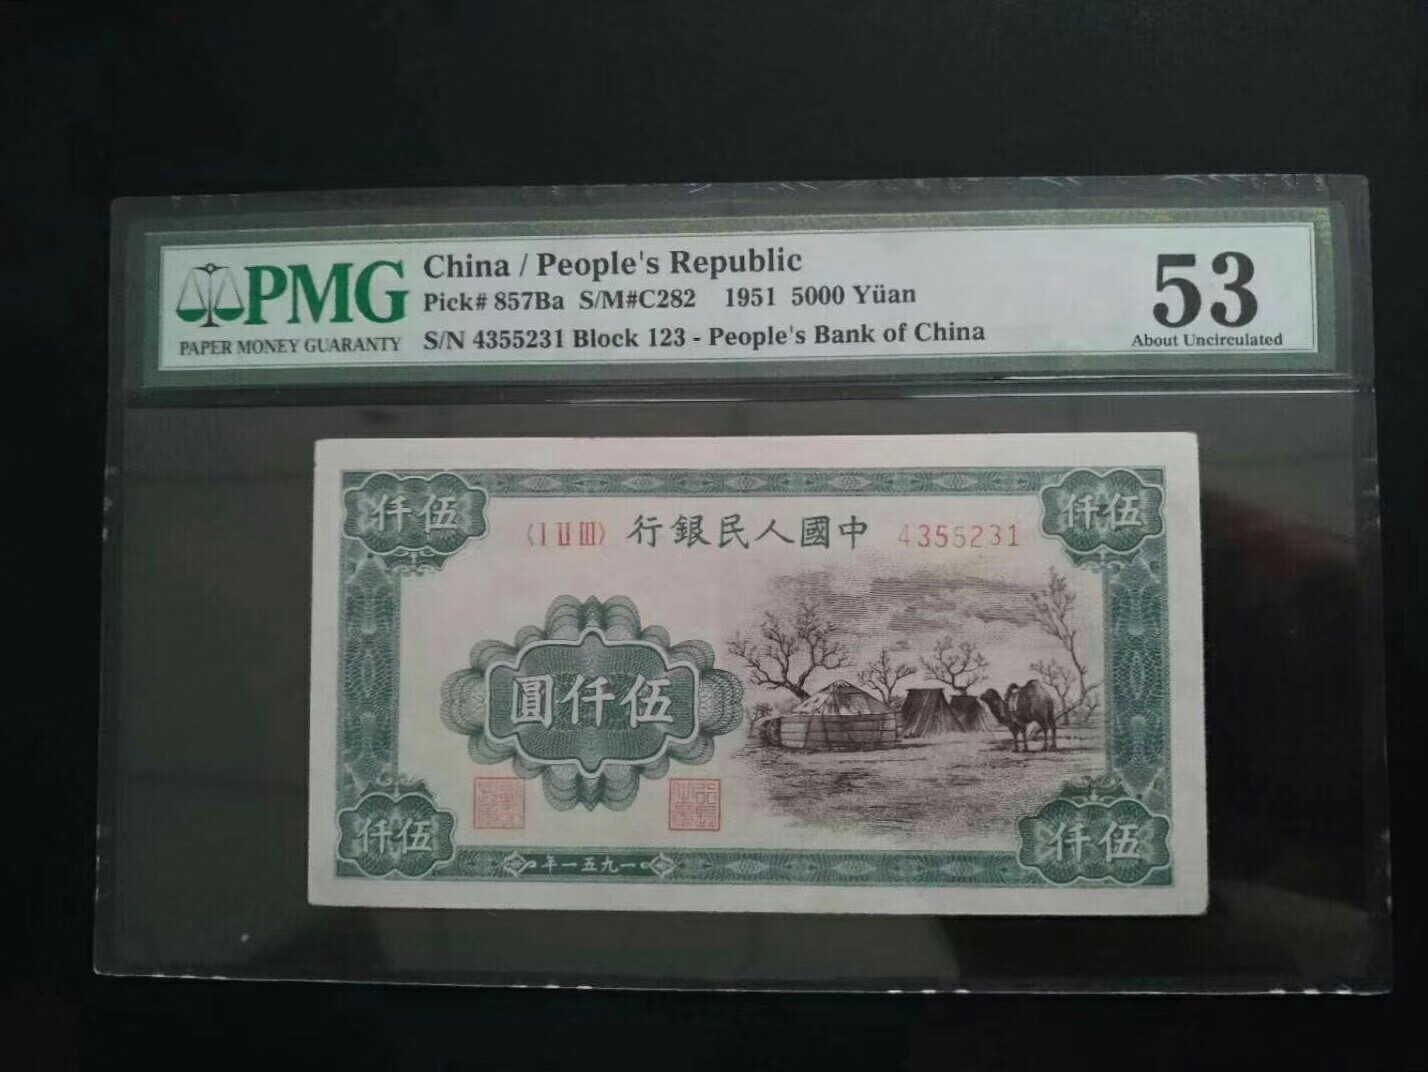 PMG
PAPER MONEY GUARANTY
China / People's Republic
Pick# 857Ba S/M#C282 1951 5000 Yüan
S/N 4355231 Block 123 - People's Bank of China
53
About Uncirculated
仟伍
仟伍
〈I II III〉 行銀民人國中 4355231
圓仟伍
仟伍
仟伍
年一五九一